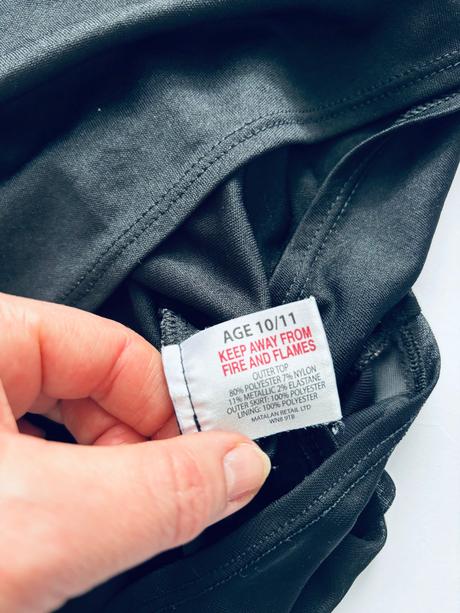 AGE 10/11
KEEP AWAY FROM
FIRE AND FLAMES
OUTER TOP
80% POLYESTER 7% NYLON
11% METALLIC 2% ELASTANE
OUTER SKIRT: 100% POLYESTER
LINING: 100% POLYESTER
MATALAN RETAIL LTD
WN8 9TB